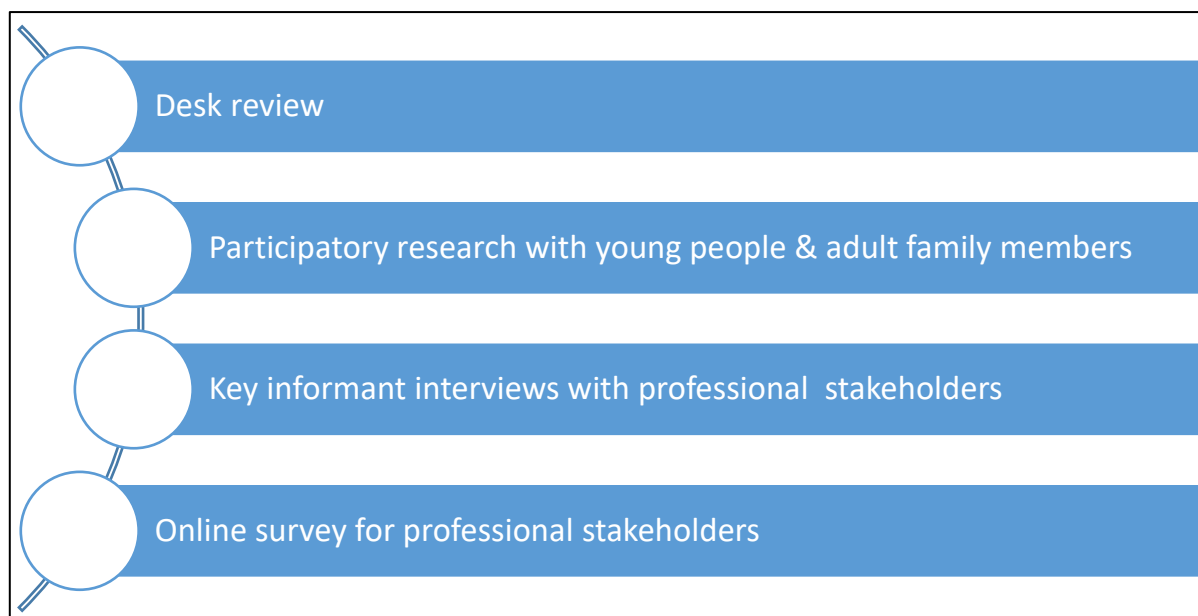 Desk review
Participatory research with young people & adult family members
Key informant interviews with professional  stakeholders
Online survey for professional stakeholders